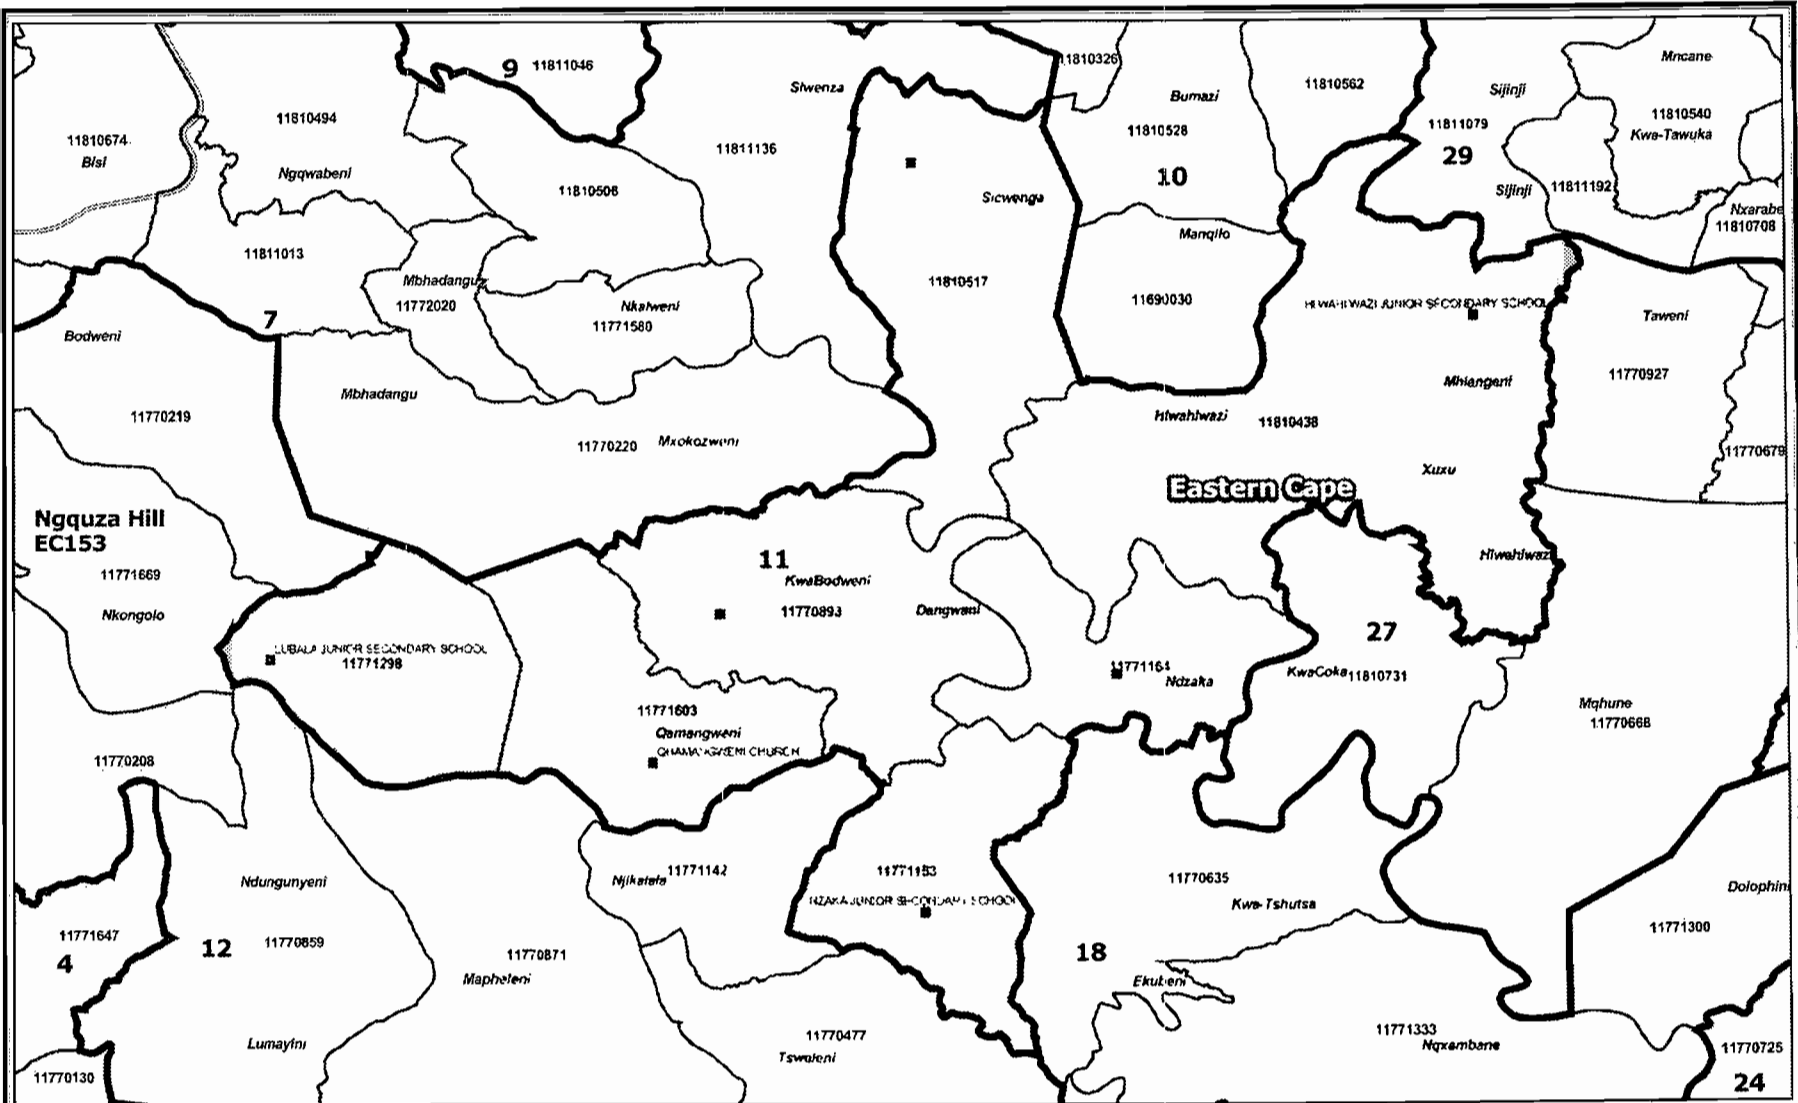 11810326
Mncane
9 11811046
Slwenza
11810562
Sijinji
Bumazi
11810494
11810540
11811079
11810528
Kwa-Tawuka
11810674
11811136
29
Bisi
Ngqwabeni
10
11811192
11810506
Sijinji
Sicwenga
Nxarabe
11810708
Manqilo
11811013
Mbhadangu
11810517
11772020
Nkalweni
11690030
HLWAHLWAZI JUNIOR SECONDARY SCHOOL
7
11771580
Taweni
Bodweni
11770927
Mhlangeni
Mbhadangu
11770219
Hlwahlwazi 11810438
11770220 Mxokozweni
11770679
Xuxu
Eastern Cape
Ngquza Hill
EC153
Hlwahlwazi
11
11771669
KwaBodweni
Nkongolo
11770893
Dangwani
27
LUBALA JUNIOR SECONDARY SCHOOL
11771298
11771164
KwaCoka 11810731
Ndzaka
11771603
Mqhune
11770668
Qamangweni
QHAMANGWENI CHURCH
11770208
11771153
Njikalala 11771142
11770635
Ndungunyeni
Dolophini
NZAKA JUNIOR SECONDARY SCHOOL
Kwa-Tshutsa
11771300
11771647
12 11770859
4
11770871
18
Mapheleni
Ekubeni
11771333
11770477
Lumayini
Nqxambane
11770725
Tswaleni
11770130
24